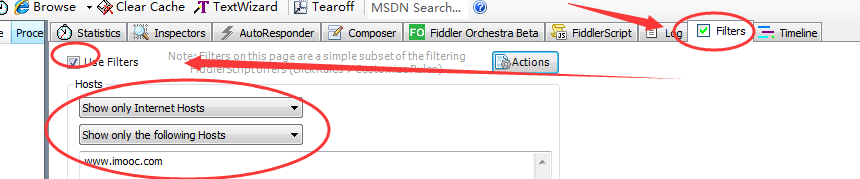 Browse Clear Cache TextWizard Tearoff MSDN Search...
e Proce Statistics Inspectors AutoResponder Composer FO Fiddler Orchestra Beta JS FiddlerScript Log Filters Timeline
Use Filters
Note: Filters on this page are a simple subset of the filtering
FiddlerScript offers (click Rules > Customize Rules).
Actions
Hosts
Show only Internet Hosts
Show only the following Hosts
www.imooc.com